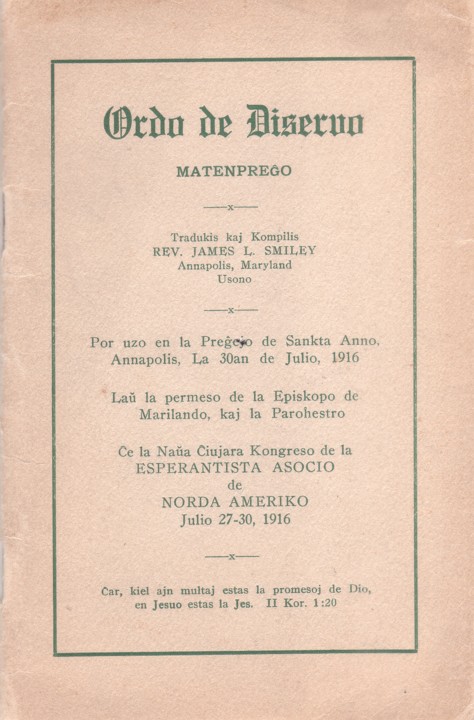 Ordo de Diservo
MATENPREĜO
—x—
Tradukis kaj Kompilis
REV. JAMES L. SMILEY
Annapolis, Maryland
Usono
—x—
Por uzo en la Preĝejo de Sankta Anno,
Annapolis, La 30an de Julio, 1916
Laŭ la permeso de la Episkopo de
Marilando, kaj la Parohestro
Ĉe la Naŭa Ĉiujara Kongreso de la
ESPERANTISTA ASOCIO
de
NORDA AMERIKO
Julio 27-30, 1916
—x—
Ĉar, kiel ajn multaj estas la promesoj de Dio,
en Jesuo estas la Jes. II Kor. 1:20